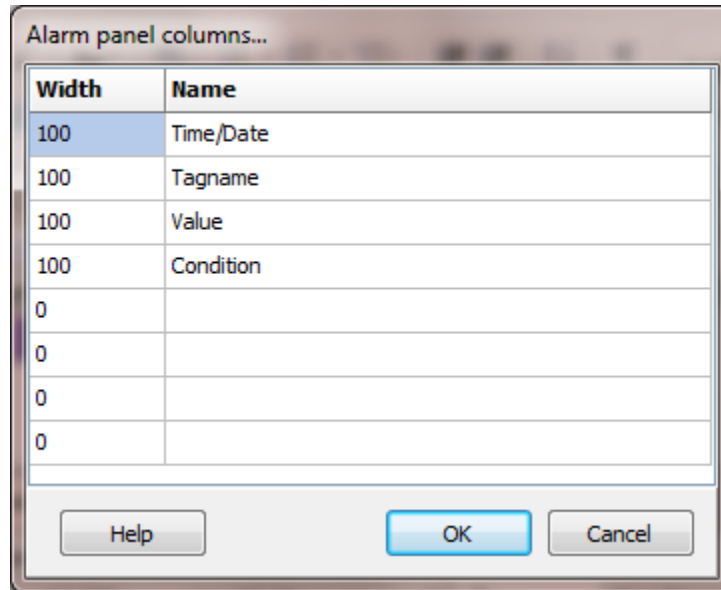 Alarm panel columns...
Width Name
100 Time/Date
100 Tagname
100 Value
100 Condition
0
0
0
0
Help OK Cancel